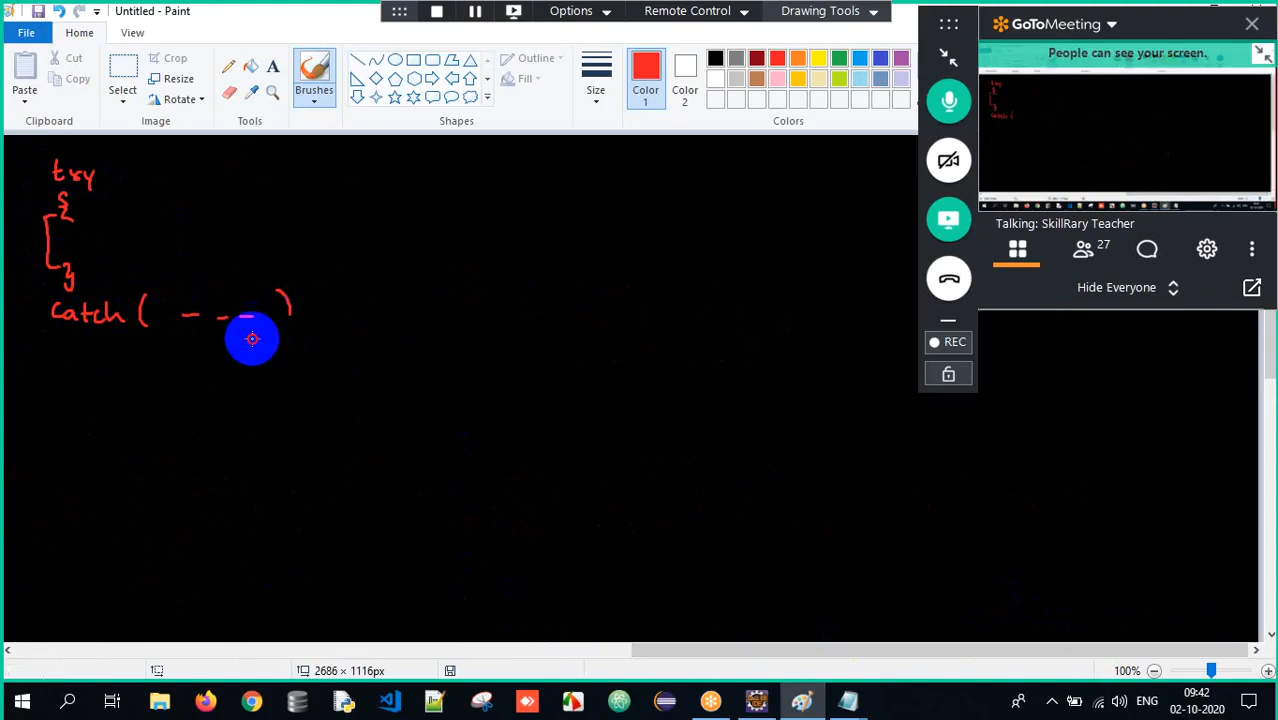 Untitled - Paint
Options
Remote Control
Drawing Tools
GoToMeeting
File
Home
View
People can see your screen.
Paste
Cut
Copy
Select
Crop
Resize
Rotate
A
Brushes
Outline
Fill
Size
Color
1
Color
2
Clipboard
Image
Tools
Shapes
Colors
try
{
}
catch ( - - - )
try
{
}
catch (
Talking: SkillRary Teacher
27
Hide Everyone
REC
2686 × 1116px
100%
ENG
09:42
02-10-2020